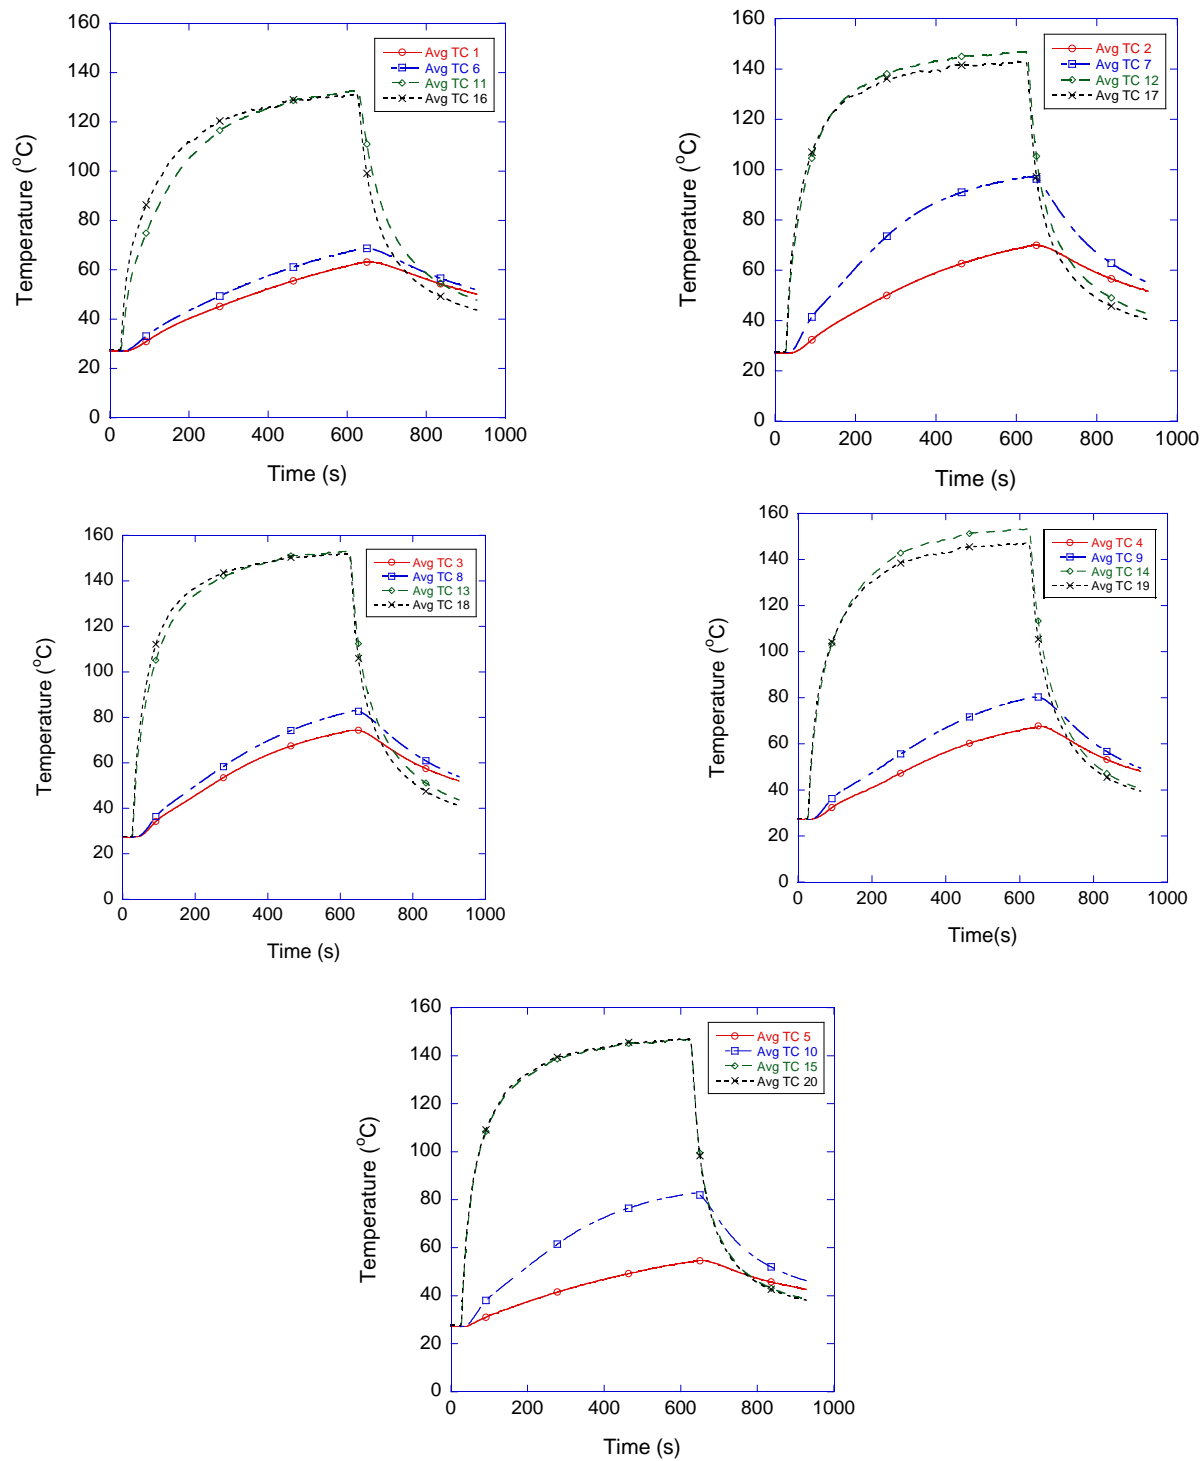 160
140
120
100
80
60
40
20
0
Temperature (°C)
Avg TC 1
Avg TC 6
Avg TC 11
Avg TC 16
0 200 400 600 800 1000
Time (s)
160
140
120
100
80
60
40
20
0
Temperature (°C)
Avg TC 2
Avg TC 7
Avg TC 12
Avg TC 17
0 200 400 600 800 1000
Time (s)
160
140
120
100
80
60
40
20
0
Temperature (°C)
Avg TC 3
Avg TC 8
Avg TC 13
Avg TC 18
0 200 400 600 800 1000
Time (s)
160
140
120
100
80
60
40
20
0
Temperature (°C)
Avg TC 4
Avg TC 9
Avg TC 14
Avg TC 19
0 200 400 600 800 1000
Time(s)
160
140
120
100
80
60
40
20
0
Temperature (°C)
Avg TC 5
Avg TC 10
Avg TC 15
Avg TC 20
0 200 400 600 800 1000
Time (s)